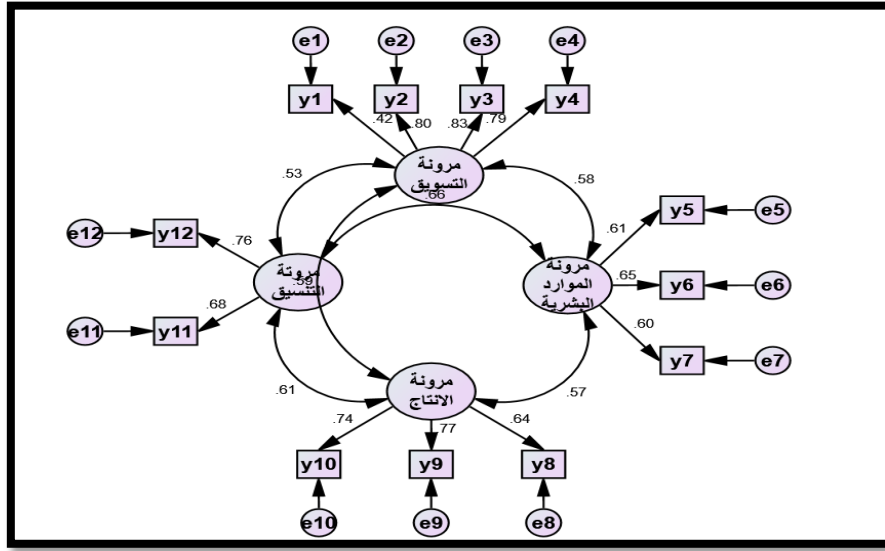 e1 e2 e3 e4
y1 y2 y3 y4
.42 .80 .83 .79
مرونة
التسويق
.53 .66 .58
y5 e5
.61
e12 y12
.76
مرونة
التنسيق
.59
مرونة
الموارد
البشرية
.65 y6 e6
.68 .60
e11 y11
y7 e7
مرونة
الانتاج
.61 .57
.74 .77 .64
y10 y9 y8
e10 e9 e8